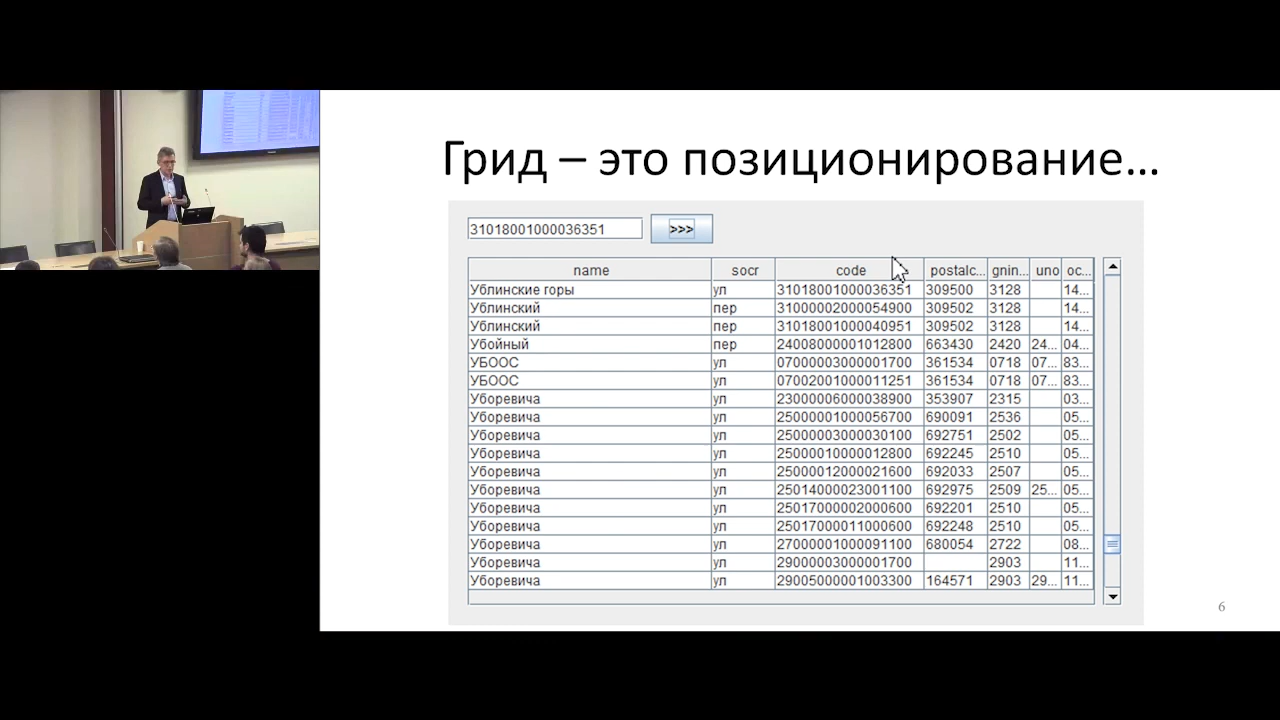 Грид – это позиционирование...
31018001000036351 >>>
name socr code postalc... gnin... uno oc...
Ублинские горы ул 31018001000036351 309500 3128 14...
Ублинский пер 31000002000054900 309502 3128 14...
Ублинский пер 31018001000040951 309502 3128 14...
Убойный пер 24008000001012800 663430 2420 24... 04...
УБООС ул 07000003000001700 361534 0718 07... 83...
УБООС ул 07002001000011251 361534 0718 07... 83...
Уборевича ул 23000006000038900 353907 2315 03...
Уборевича ул 25000001000056700 690091 2536 05...
Уборевича ул 25000003000030100 692751 2502 05...
Уборевича ул 25000010000012800 692245 2510 05...
Уборевича ул 25000012000021600 692033 2507 05...
Уборевича ул 25014000023001100 692975 2509 25... 05...
Уборевича ул 25017000002000600 692201 2510 05...
Уборевича ул 25017000011000600 692248 2510 05...
Уборевича ул 27000001000091100 680054 2722 08...
Уборевича ул 29000003000001700 2903 11...
Уборевича ул 29005000001003300 164571 2903 29... 11...
6